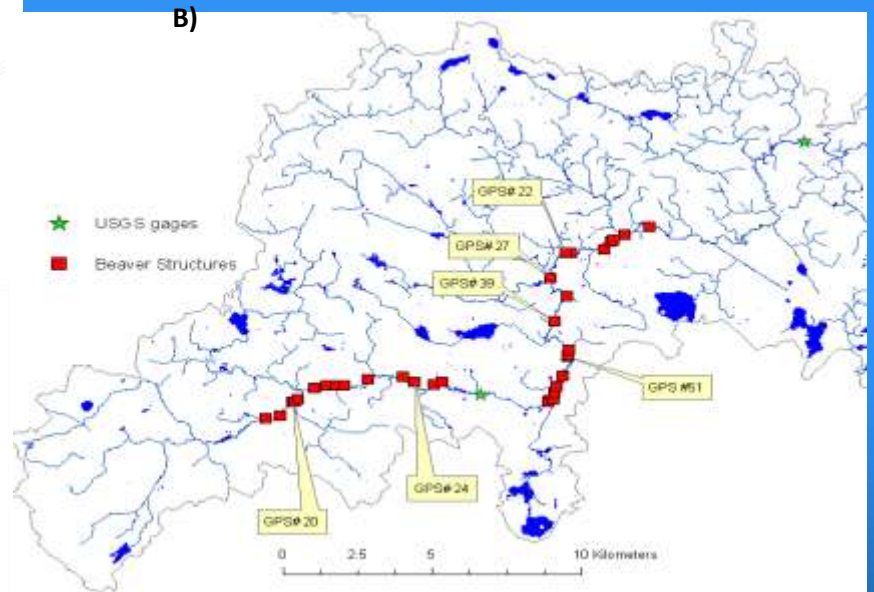 B)
GPS# 22
USGS gages
GPS# 27
Beaver Structures
GPS# 39
GPS #51
GPS# 24
GPS# 20
0 2.5 5 10 Kilometers